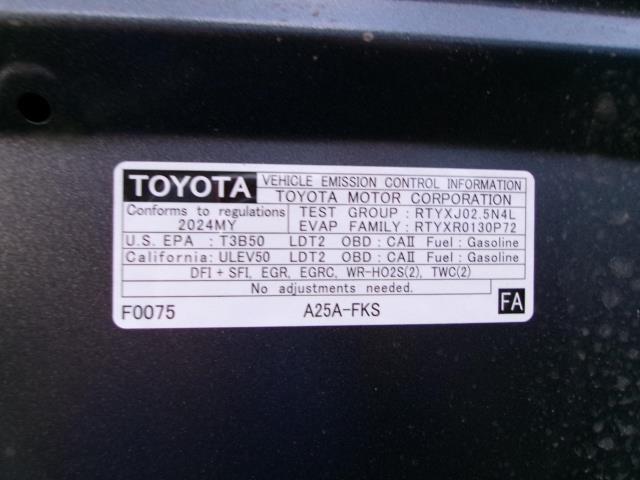 TOYOTA VEHICLE EMISSION CONTROL INFORMATION
TOYOTA MOTOR CORPORATION
Conforms to regulations TEST GROUP : RTYXJ02.5N4L
2024MY EVAP FAMILY : RTYXR0130P72
U.S. EPA : T3B50 LDT2 OBD : CAII Fuel : Gasoline
California: ULEV50 LDT2 OBD : CAII Fuel : Gasoline
DFI + SFI, EGR, EGRC, WR-HO2S(2), TWC(2)
No adjustments needed.
F0075 A25A-FKS FA